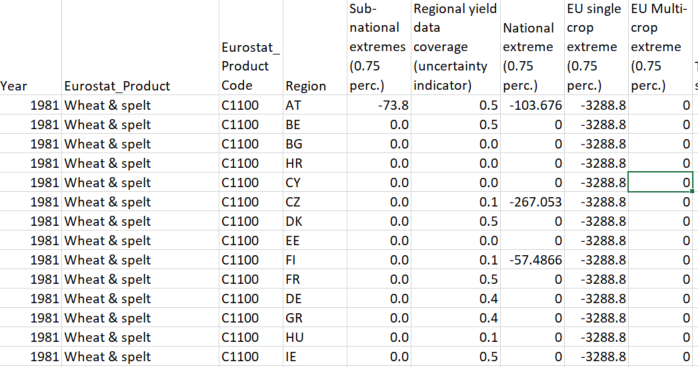 Sub- Regional yield EU single EU Multi-
national data National crop crop
extremes coverage extreme extreme extreme
Eurostat_ (0.75 (uncertainty (0.75 (0.75 (0.75
Product perc.) indicator) perc.) perc.) perc.)
Year Eurostat_Product Code Region
1981 Wheat & spelt C1100 AT -73.8 0.5 -103.676 -3288.8 0
1981 Wheat & spelt C1100 BE 0.0 0.5 0 -3288.8 0
1981 Wheat & spelt C1100 BG 0.0 0.0 0 -3288.8 0
1981 Wheat & spelt C1100 HR 0.0 0.0 0 -3288.8 0
1981 Wheat & spelt C1100 CY 0.0 0.0 0 -3288.8 0
1981 Wheat & spelt C1100 CZ 0.0 0.1 -267.053 -3288.8 0
1981 Wheat & spelt C1100 DK 0.0 0.5 0 -3288.8 0
1981 Wheat & spelt C1100 EE 0.0 0.0 0 -3288.8 0
1981 Wheat & spelt C1100 FI 0.0 0.1 -57.4866 -3288.8 0
1981 Wheat & spelt C1100 FR 0.0 0.5 0 -3288.8 0
1981 Wheat & spelt C1100 DE 0.0 0.4 0 -3288.8 0
1981 Wheat & spelt C1100 GR 0.0 0.4 0 -3288.8 0
1981 Wheat & spelt C1100 HU 0.0 0.1 0 -3288.8 0
1981 Wheat & spelt C1100 IE 0.0 0.5 0 -3288.8 0